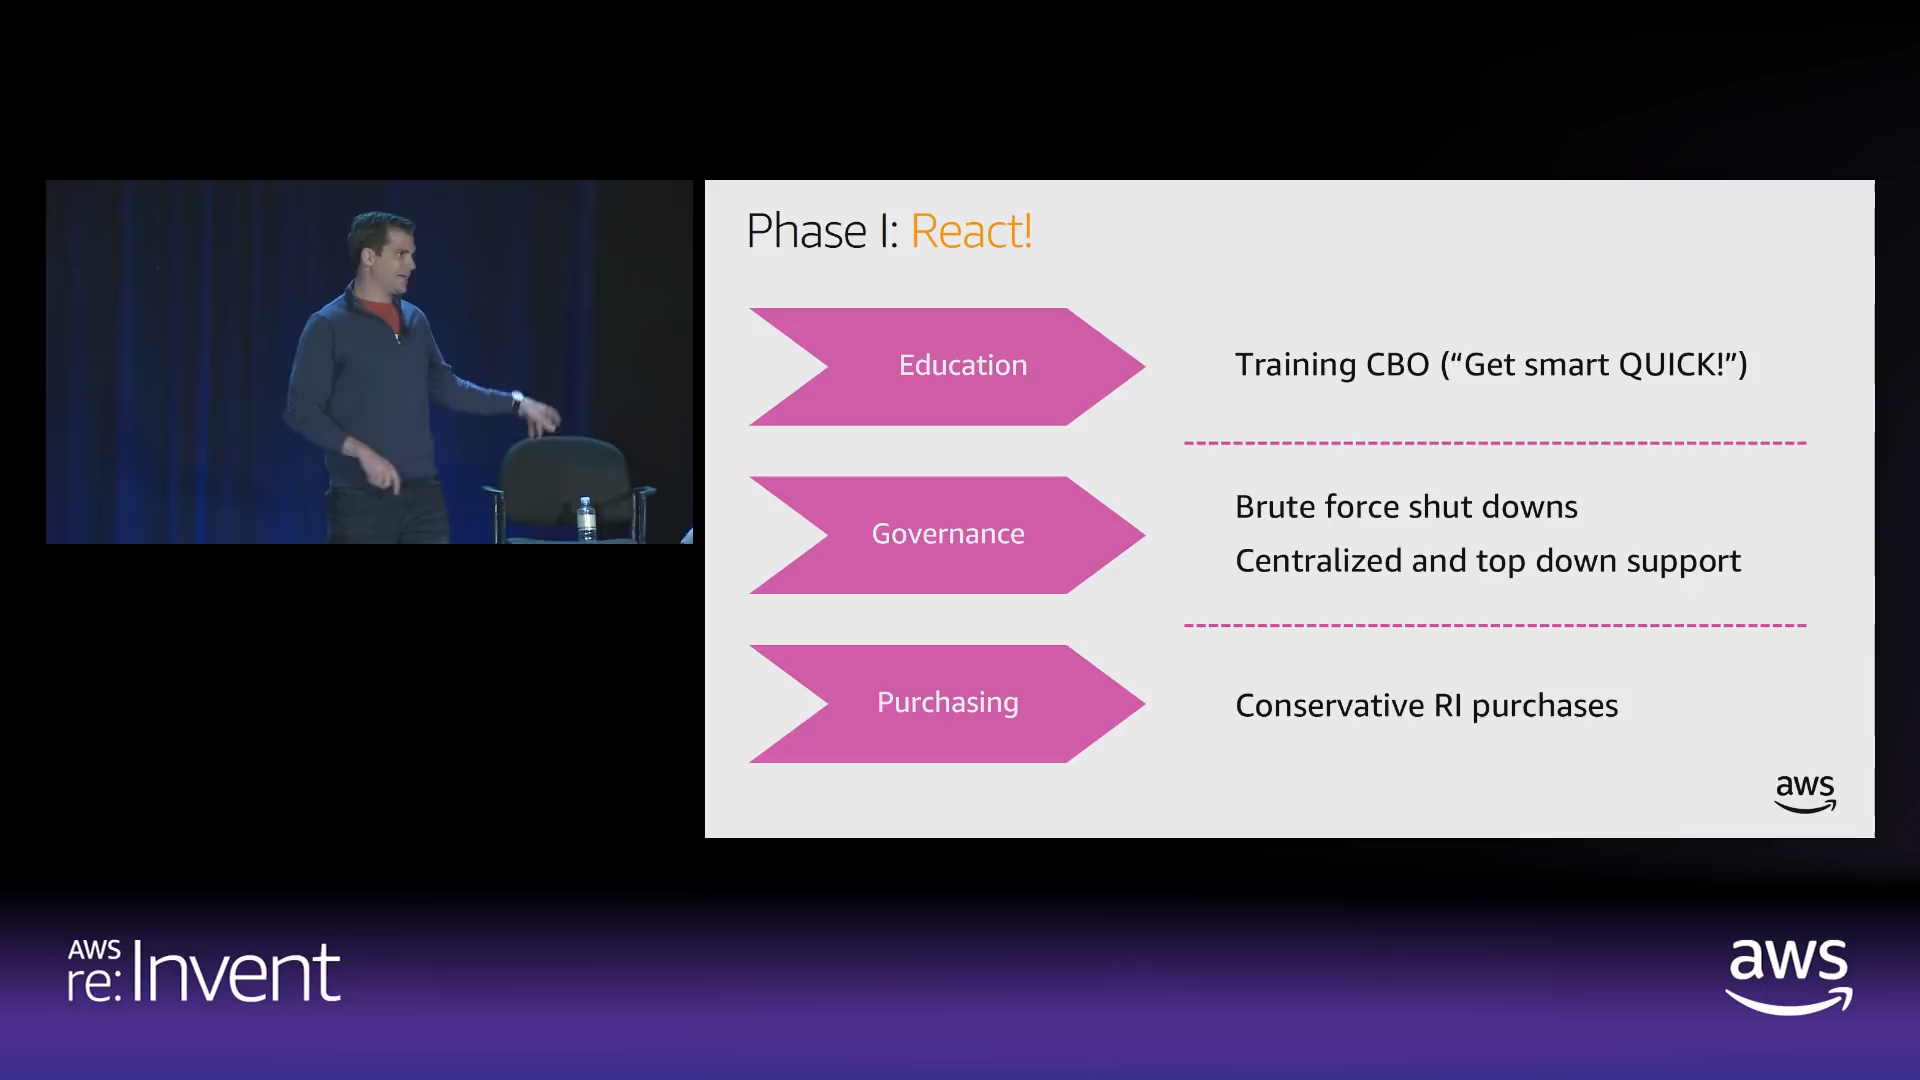 Phase I: React!
Education
Training CBO (“Get smart QUICK!”)
Governance
Brute force shut downs
Centralized and top down support
Purchasing
Conservative RI purchases
aws
AWS
re:Invent
aws